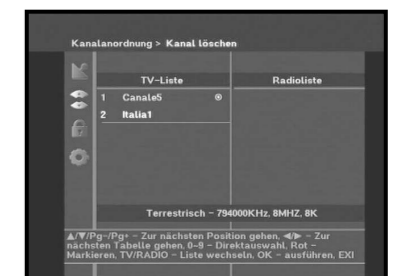 Kanalanordnung > Kanal löschen
TV-Liste Radioliste
1 Canale5
2 Italia1
Terrestrisch - 794000KHz, 8MHZ, 8K
▲/▼/Pg-/Pg+ - Zur nächsten Position gehen, ◀/▶ - Zur
nächsten Tabelle gehen, 0-9 - Direktauswahl, Rot -
Markieren, TV/RADIO - Liste wechseln, OK - ausführen, EXI